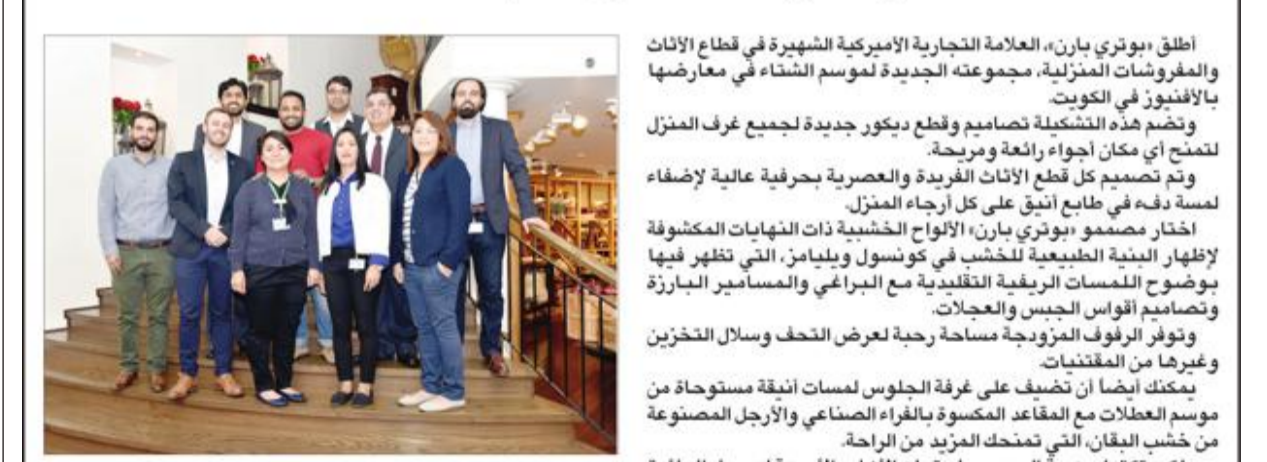 أطلق «بوتري بارن»، العلامة التجارية الأميركية الشهيرة في قطاع الأثاث
والمفروشات المنزلية، مجموعته الجديدة لموسم الشتاء في معارضها
بالأفنيوز في الكويت.
وتضم هذه التشكيلة تصاميم وقطع ديكور جديدة لجميع غرف المنزل
لتمنح أي مكان أجواء رائعة ومريحة.
وتم تصميم كل قطع الأثاث الفريدة والعصرية بحرفية عالية لإضفاء
لمسة دفء في طابع أنيق على كل أرجاء المنزل.
اختار مصممو «بوتري بارن» الألواح الخشبية ذات النهايات المكشوفة
لإظهار البنية الطبيعية للخشب في كونسول ويليامز، التي تظهر فيها
بوضوح اللمسات الريفية التقليدية مع البراغي والمسامير البارزة
وتصاميم أقواس الجبس والعجلات.
وتوفر الرفوف المزودجة مساحة رحبة لعرض التحف وسلال التخزين
وغيرها من المقتنيات.
يمكنك أيضاً أن تضيف على غرفة الجلوس لمسات أنيقة مستوحاة من
موسم العطلات مع المقاعد المكسوة بالفراء الصناعي والأرجل المصنوعة
من خشب البقان، التي تمنحك المزيد من الراحة.